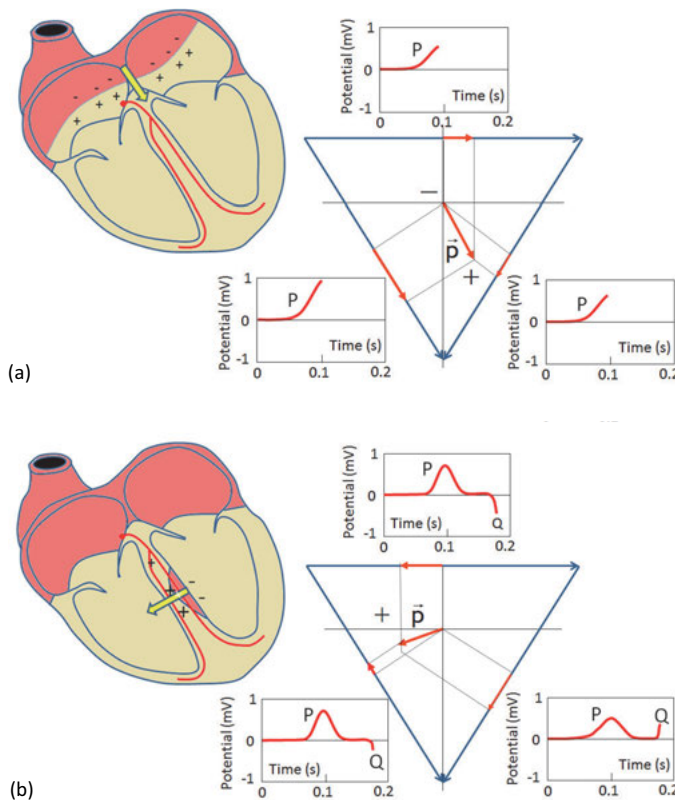 1
P
0
-1
Potential (mV)
Time (s)
0 0.1 0.2
- - - - - -
+ + + + + + +
−
p
+
1
P
0
-1
Potential (mV)
Time (s)
0 0.1 0.2
1
P
0
-1
Potential (mV)
Time (s)
0 0.1 0.2
(a)
1
P
0
-1
Potential (mV)
Time (s)
Q
0 0.1 0.2
+ -
+ -
+
+ p
1
P
0
-1
Potential (mV)
Q
Time (s)
0 0.1 0.2
1
P Q
0
-1
Potential (mV)
Time (s)
0 0.1 0.2
(b)